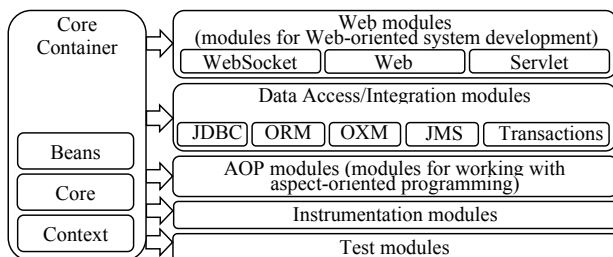 Core
Container
Beans
Core
Context
Web modules
(modules for Web-oriented system development)
WebSocket Web Servlet
Data Access/Integration modules
JDBC ORM OXM JMS Transactions
AOP modules (modules for working with
aspect-oriented programming)
Instrumentation modules
Test modules